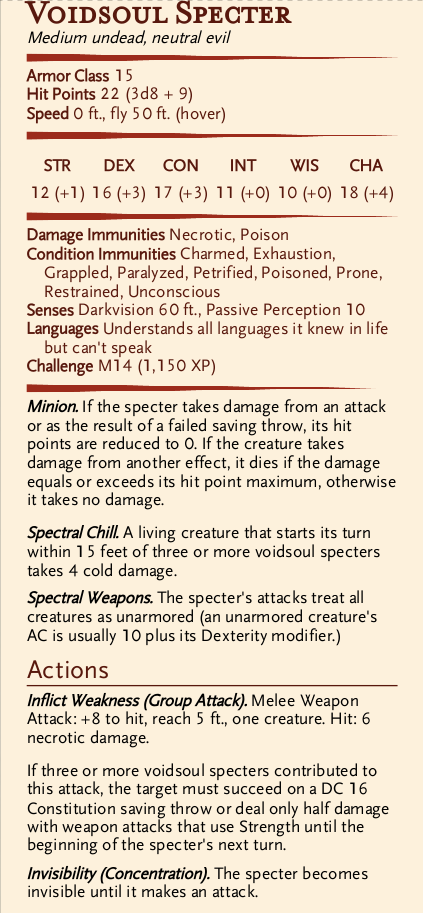 Voidsoul Specter
Medium undead, neutral evil
Armor Class 15
Hit Points 22 (3d8 + 9)
Speed 0 ft., fly 50 ft. (hover)
STR DEX CON INT WIS CHA
12 (+1) 16 (+3) 17 (+3) 11 (+0) 10 (+0) 18 (+4)
Damage Immunities Necrotic, Poison
Condition Immunities Charmed, Exhaustion,
Grappled, Paralyzed, Petrified, Poisoned, Prone,
Restrained, Unconscious
Senses Darkvision 60 ft., Passive Perception 10
Languages Understands all languages it knew in life
but can't speak
Challenge M14 (1,150 XP)
Minion. If the specter takes damage from an attack
or as the result of a failed saving throw, its hit
points are reduced to 0. If the creature takes
damage from another effect, it dies if the damage
equals or exceeds its hit point maximum, otherwise
it takes no damage.
Spectral Chill. A living creature that starts its turn
within 15 feet of three or more voidsoul specters
takes 4 cold damage.
Spectral Weapons. The specter's attacks treat all
creatures as unarmored (an unarmored creature's
AC is usually 10 plus its Dexterity modifier.)
Actions
Inflict Weakness (Group Attack). Melee Weapon
Attack: +8 to hit, reach 5 ft., one creature. Hit: 6
necrotic damage.
If three or more voidsoul specters contributed to
this attack, the target must succeed on a DC 16
Constitution saving throw or deal only half damage
with weapon attacks that use Strength until the
beginning of the specter's next turn.
Invisibility (Concentration). The specter becomes
invisible until it makes an attack.